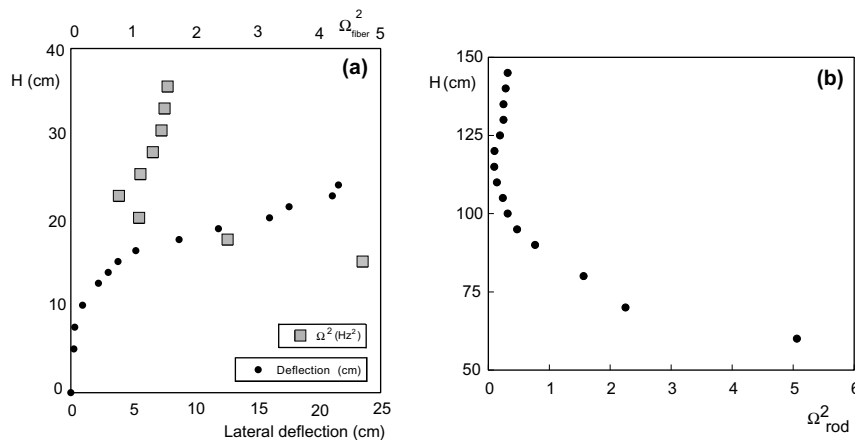 0 1 2 3 4 5
Ω²fiber
40
30
20
10
0
H (cm)
(a)
Ω² (Hz²)
Deflection (cm)
0 5 10 15 20 25
Lateral deflection (cm)
150
125
100
75
50
H (cm)
(b)
0 1 2 3 4 5 6
Ω²rod